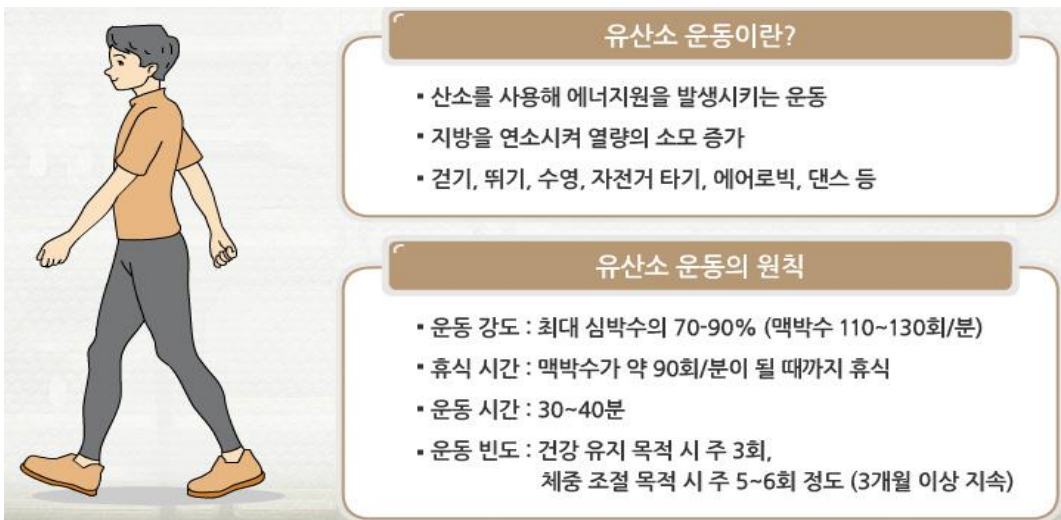 유산소 운동이란?
▪ 산소를 사용해 에너지원을 발생시키는 운동
▪ 지방을 연소시켜 열량의 소모 증가
▪ 걷기, 뛰기, 수영, 자전거 타기, 에어로빅, 댄스 등
유산소 운동의 원칙
▪ 운동 강도 : 최대 심박수의 70-90% (맥박수 110~130회/분)
▪ 휴식 시간 : 맥박수가 약 90회/분이 될 때까지 휴식
▪ 운동 시간 : 30~40분
▪ 운동 빈도 : 건강 유지 목적 시 주 3회,
체중 조절 목적 시 주 5~6회 정도 (3개월 이상 지속)